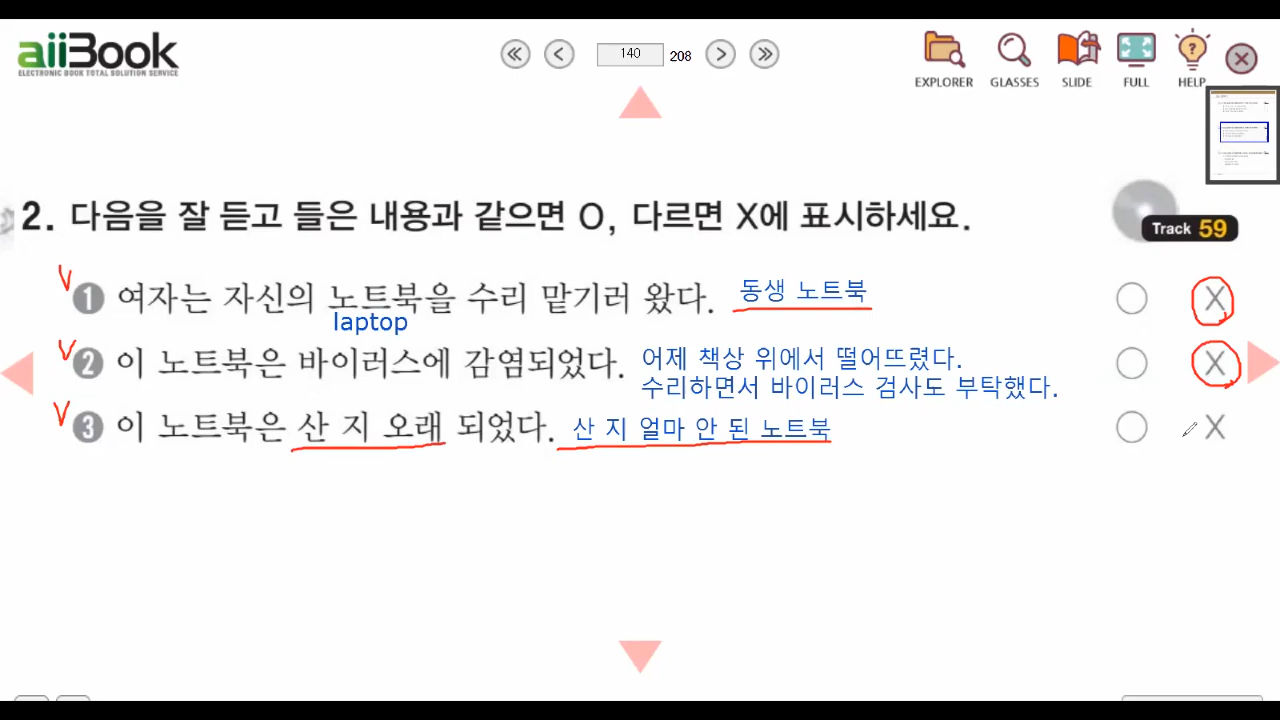 aiiBook
ELECTRONIC BOOK TOTAL SOLUTION SERVICE
140 208
EXPLORER GLASSES SLIDE FULL HELP
2. 다음을 잘 듣고 들은 내용과 같으면 O, 다르면 X에 표시하세요.
Track 59
1 여자는 자신의 노트북을 수리 맡기러 왔다. 동생 노트북 X
laptop
2 이 노트북은 바이러스에 감염되었다. 어제 책상 위에서 떨어뜨렸다. X
수리하면서 바이러스 검사도 부탁했다.
3 이 노트북은 산 지 오래 되었다. 산 지 얼마 안 된 노트북 X